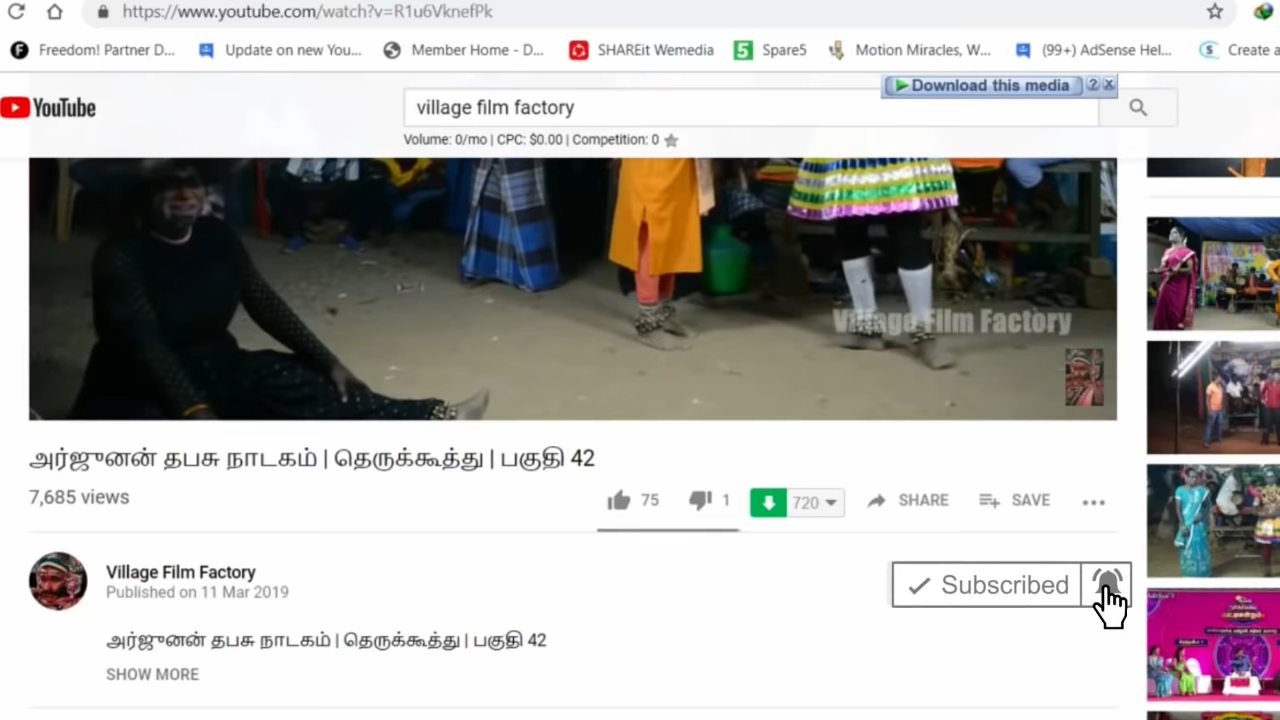 https://www.youtube.com/watch?v=R1u6VknefPk
Freedom! Partner D... Update on new You... Member Home - D... SHAREit Wemedia 5 Spare5 Motion Miracles, W... (99+) AdSense Hel... Create a
Download this media ? X
YouTube village film factory
Volume: 0/mo | CPC: $0.00 | Competition: 0
Village Film Factory
அர்ஜுனன் தபசு நாடகம் | தெருக்கூத்து | பகுதி 42
7,685 views 75 1 720 SHARE SAVE
Village Film Factory
Published on 11 Mar 2019
Subscribed
அர்ஜுனன் தபசு நாடகம் | தெருக்கூத்து | பகுதி 42
SHOW MORE